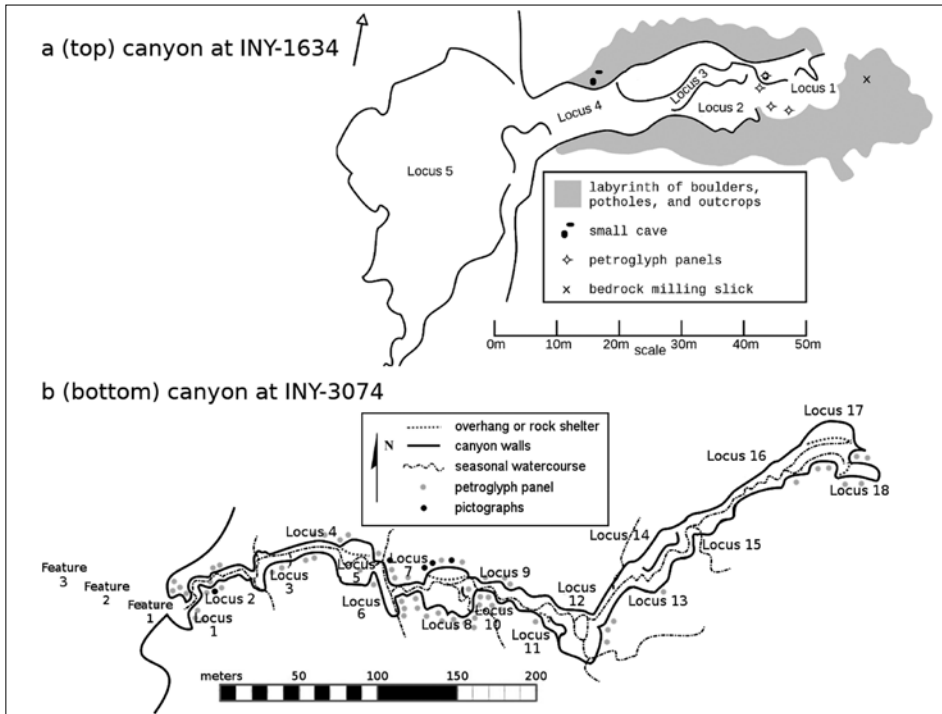 a (top) canyon at INY-1634
Locus 5
Locus 4
Locus 3
Locus 2
Locus 1
labyrinth of boulders,
potholes, and outcrops
small cave
petroglyph panels
bedrock milling slick
0m 10m 20m 30m 40m 50m
scale
b (bottom) canyon at INY-3074
N
overhang or rock shelter
canyon walls
seasonal watercourse
petroglyph panel
pictographs
Locus 17
Locus 16
Locus 18
Locus 14
Locus 15
Locus 4
Locus
7
Locus 9
Locus
5
Feature
3
Feature
2
Feature
1
Locus 2
Locus
3
Locus
1
Locus
6
Locus 8
Locus
10
Locus
11
Locus
12
Locus 13
meters 50 100 150 200